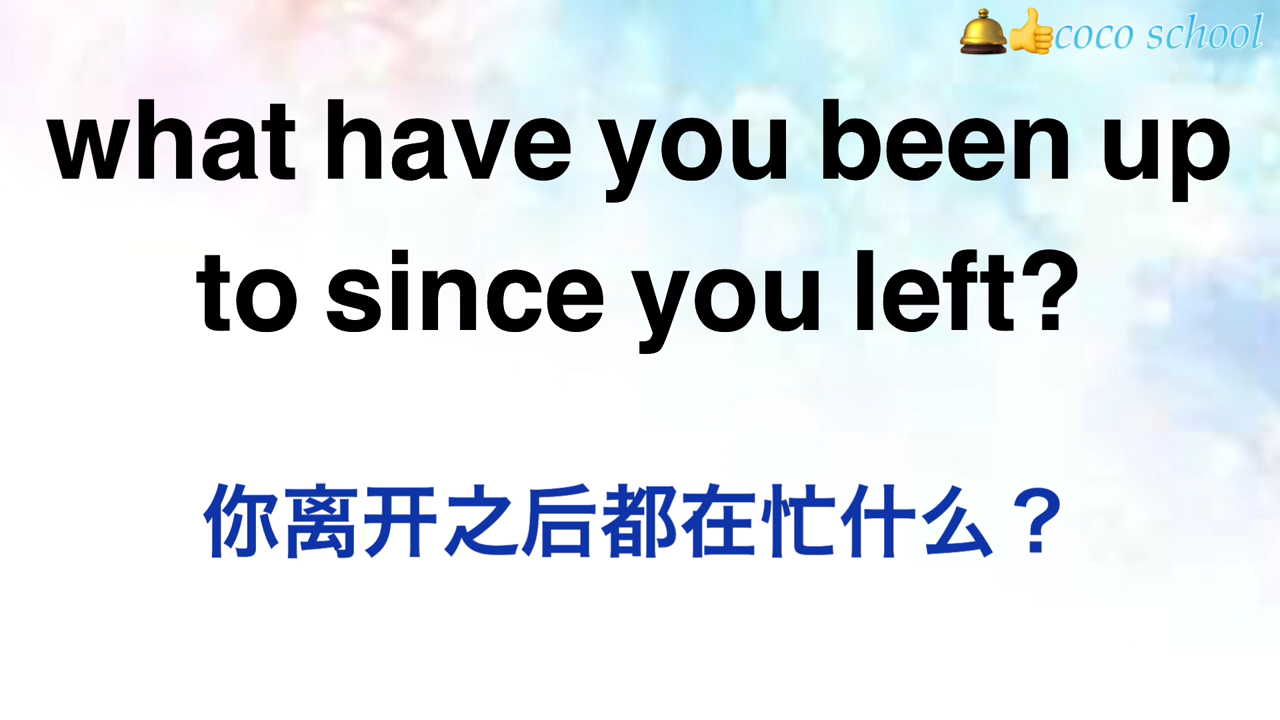 coco school
what have you been up
to since you left?
你离开之后都在忙什么？